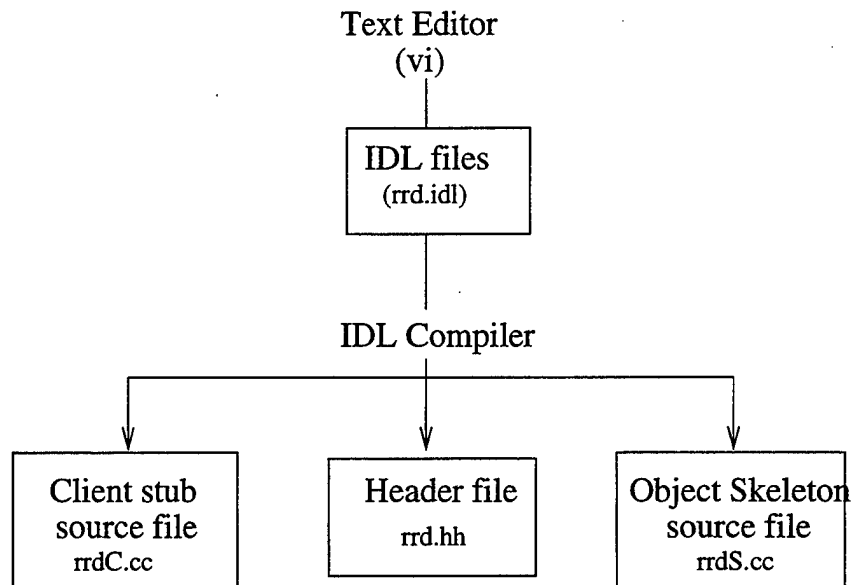 Text Editor
(vi)
IDL files
(rrd.idl)
IDL Compiler
Client stub
source file
rrdC.cc
Header file
rrd.hh
Object Skeleton
source file
rrdS.cc